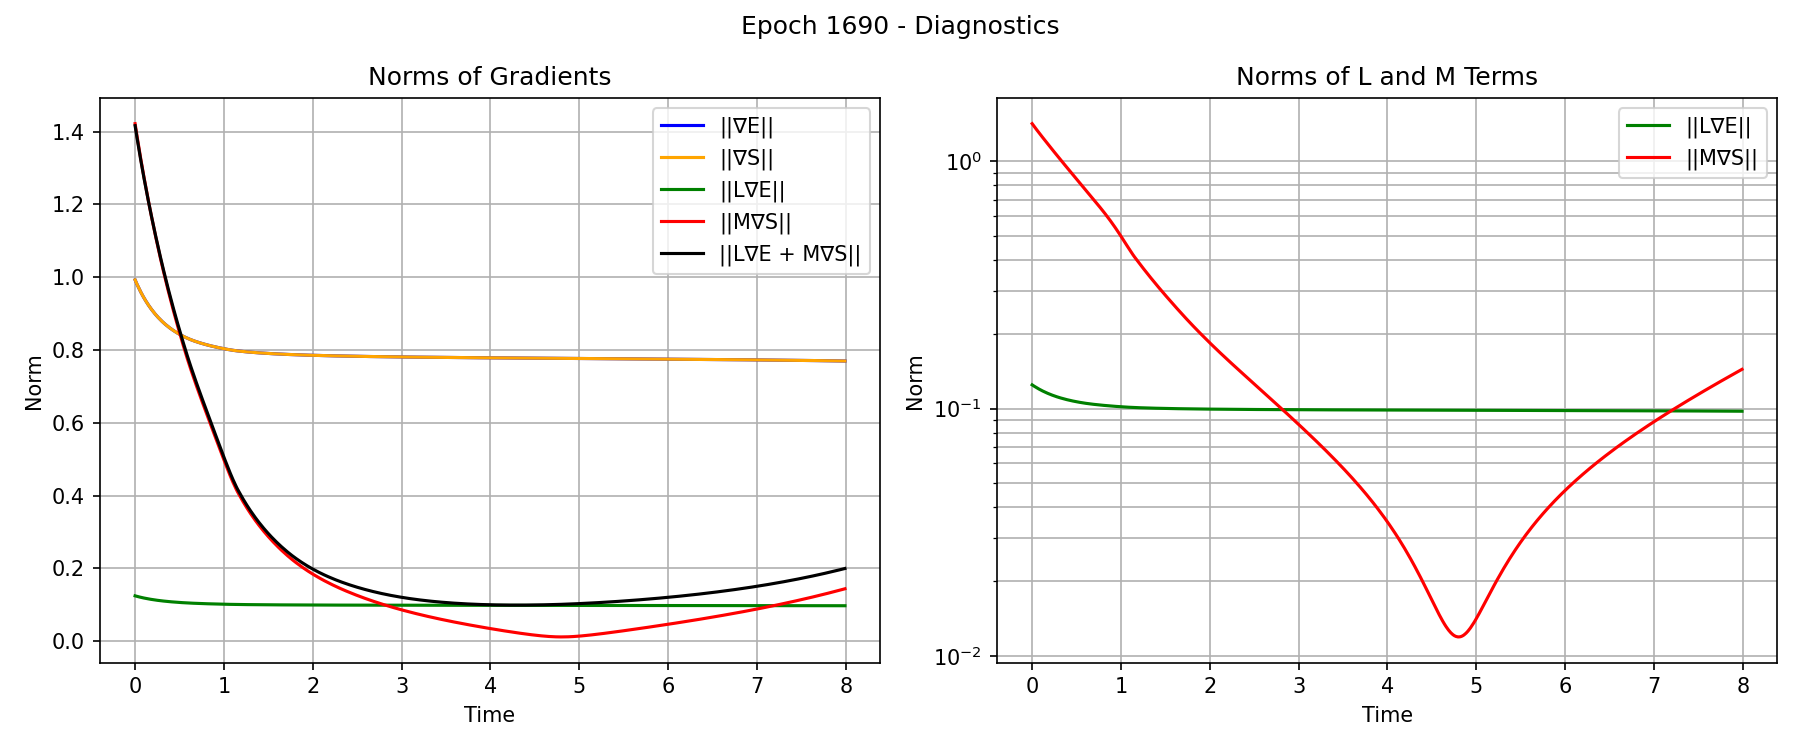 Epoch 1690 - Diagnostics
Norms of Gradients
Norm
1.4
1.2
1.0
0.8
0.6
0.4
0.2
0.0
||∇E||
||∇S||
||L∇E||
||M∇S||
||L∇E + M∇S||
0 1 2 3 4 5 6 7 8
Time
Norms of L and M Terms
Norm
10⁰
10⁻¹
10⁻²
||L∇E||
||M∇S||
0 1 2 3 4 5 6 7 8
Time